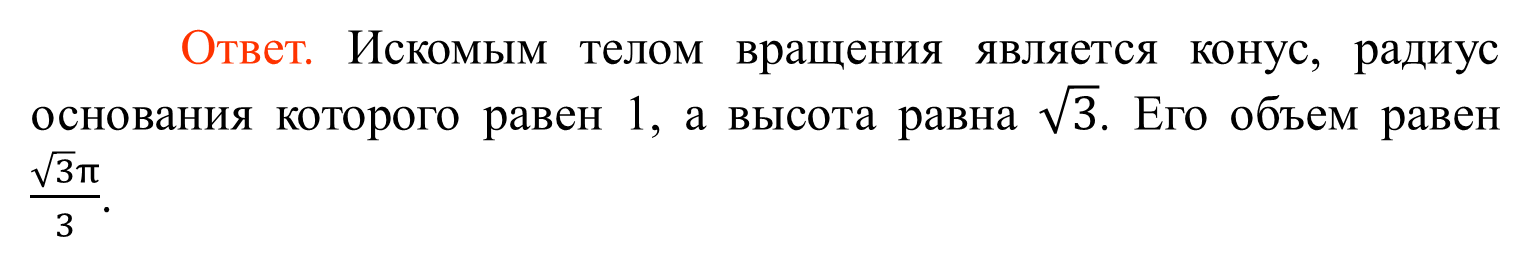 Ответ. Искомым телом вращения является конус, радиус
основания которого равен 1, а высота равна √3. Его объем равен
√3π/3.